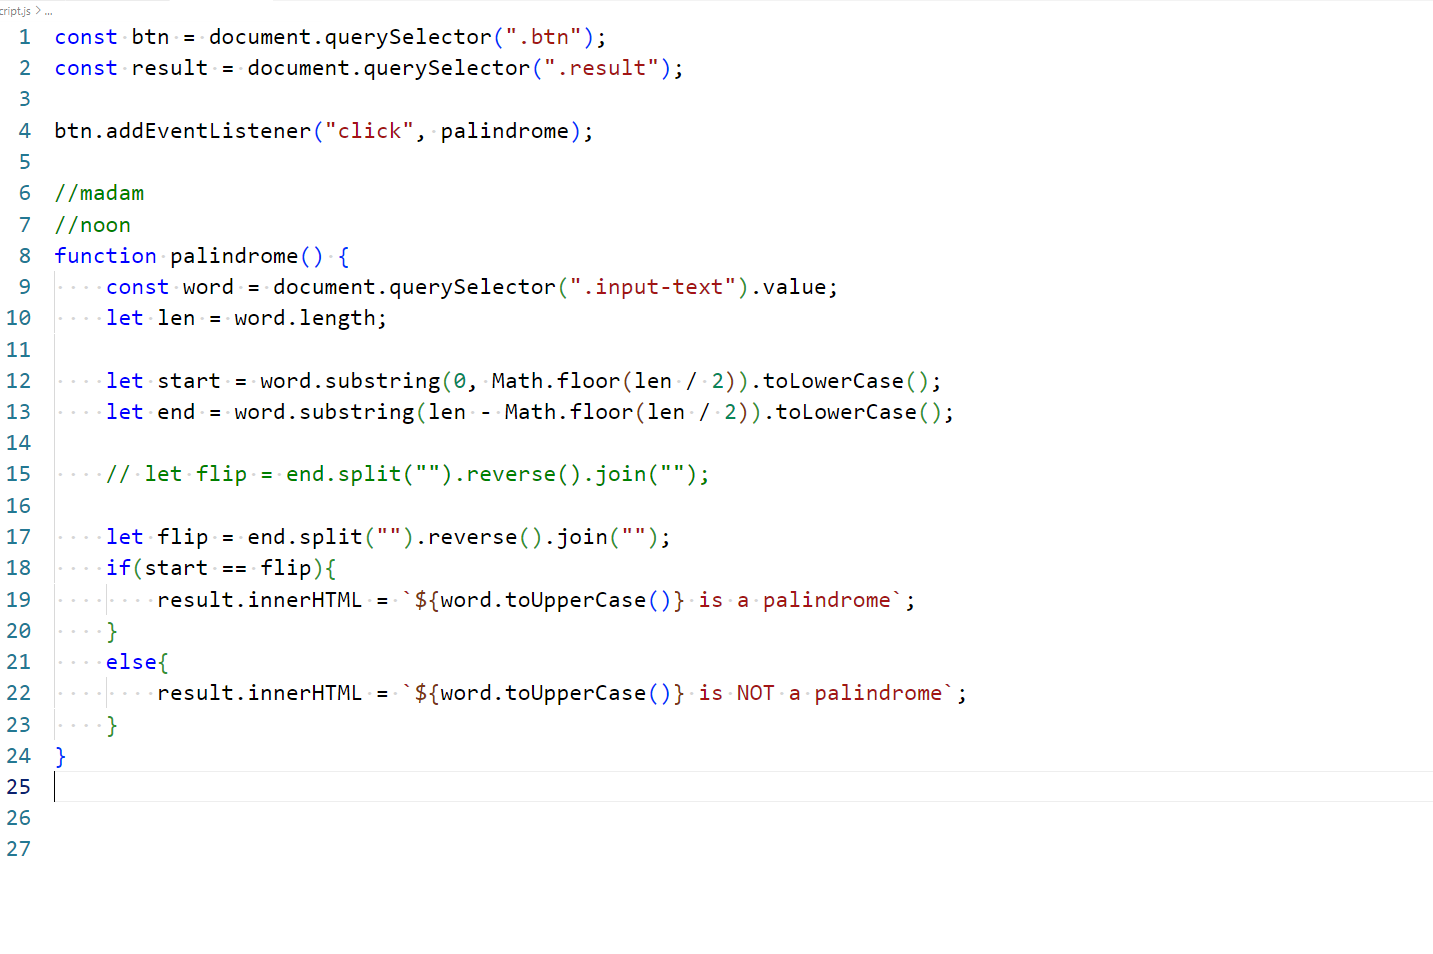 cript.js > ...
1 const btn = document.querySelector(".btn");
2 const result = document.querySelector(".result");
3
4 btn.addEventListener("click", palindrome);
5
6 //madam
7 //noon
8 function palindrome() {
9     const word = document.querySelector(".input-text").value;
10     let len = word.length;
11
12     let start = word.substring(0, Math.floor(len / 2)).toLowerCase();
13     let end = word.substring(len - Math.floor(len / 2)).toLowerCase();
14
15     // let flip = end.split("").reverse().join("");
16
17     let flip = end.split("").reverse().join("");
18     if(start == flip){
19         result.innerHTML = `${word.toUpperCase()} is a palindrome`;
20     }
21     else{
22         result.innerHTML = `${word.toUpperCase()} is NOT a palindrome`;
23     }
24 }
25
26
27